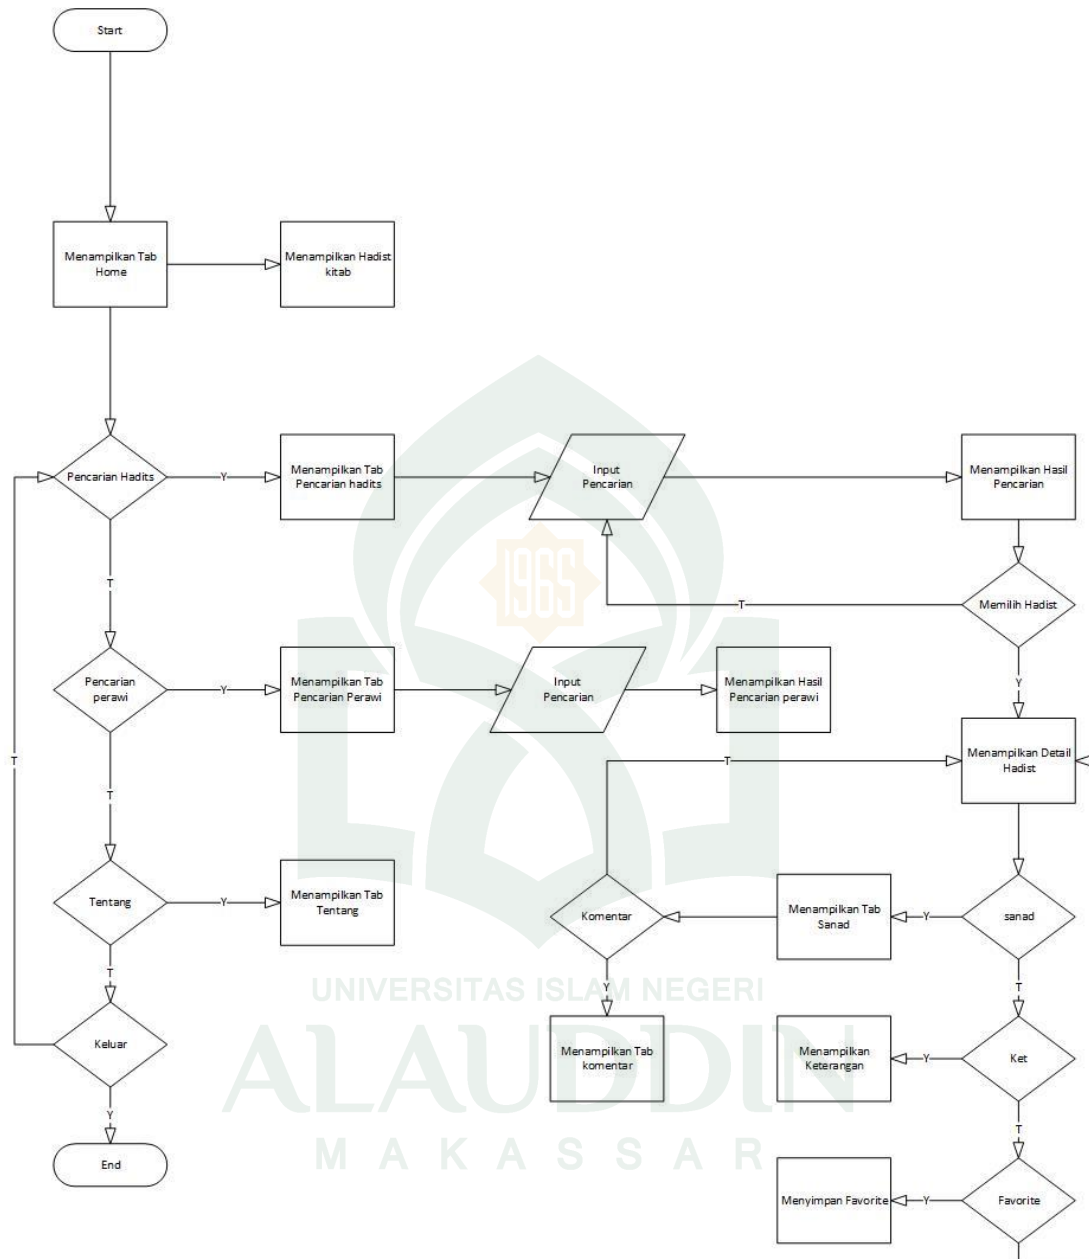 Start
Menampilkan Tab
Home
Menampilkan Hadist
kitab
Pencarian Hadits
Y
Menampilkan Tab
Pencarian hadits
Input
Pencarian
Menampilkan Hasil
Pencarian
T
1965
T
Memilih Hadist
Pencarian
perawi
Y
Menampilkan Tab
Pencarian Perawi
Input
Pencarian
Menampilkan Hasil
Pencarian perawi
Y
T
T
Menampilkan Detail
Hadist
T
Tentang
Y
Menampilkan Tab
Tentang
Komentar
Menampilkan Tab
Sanad
Y
sanad
T
UNIVERSITAS ISLAM NEGERI
Y
T
Keluar
ALAUDDIN
Menampilkan Tab
komentar
Menampilkan
Keterangan
Y
Ket
Y
T
End
MAKASSAR
Menyimpan Favorite
Y
Favorite